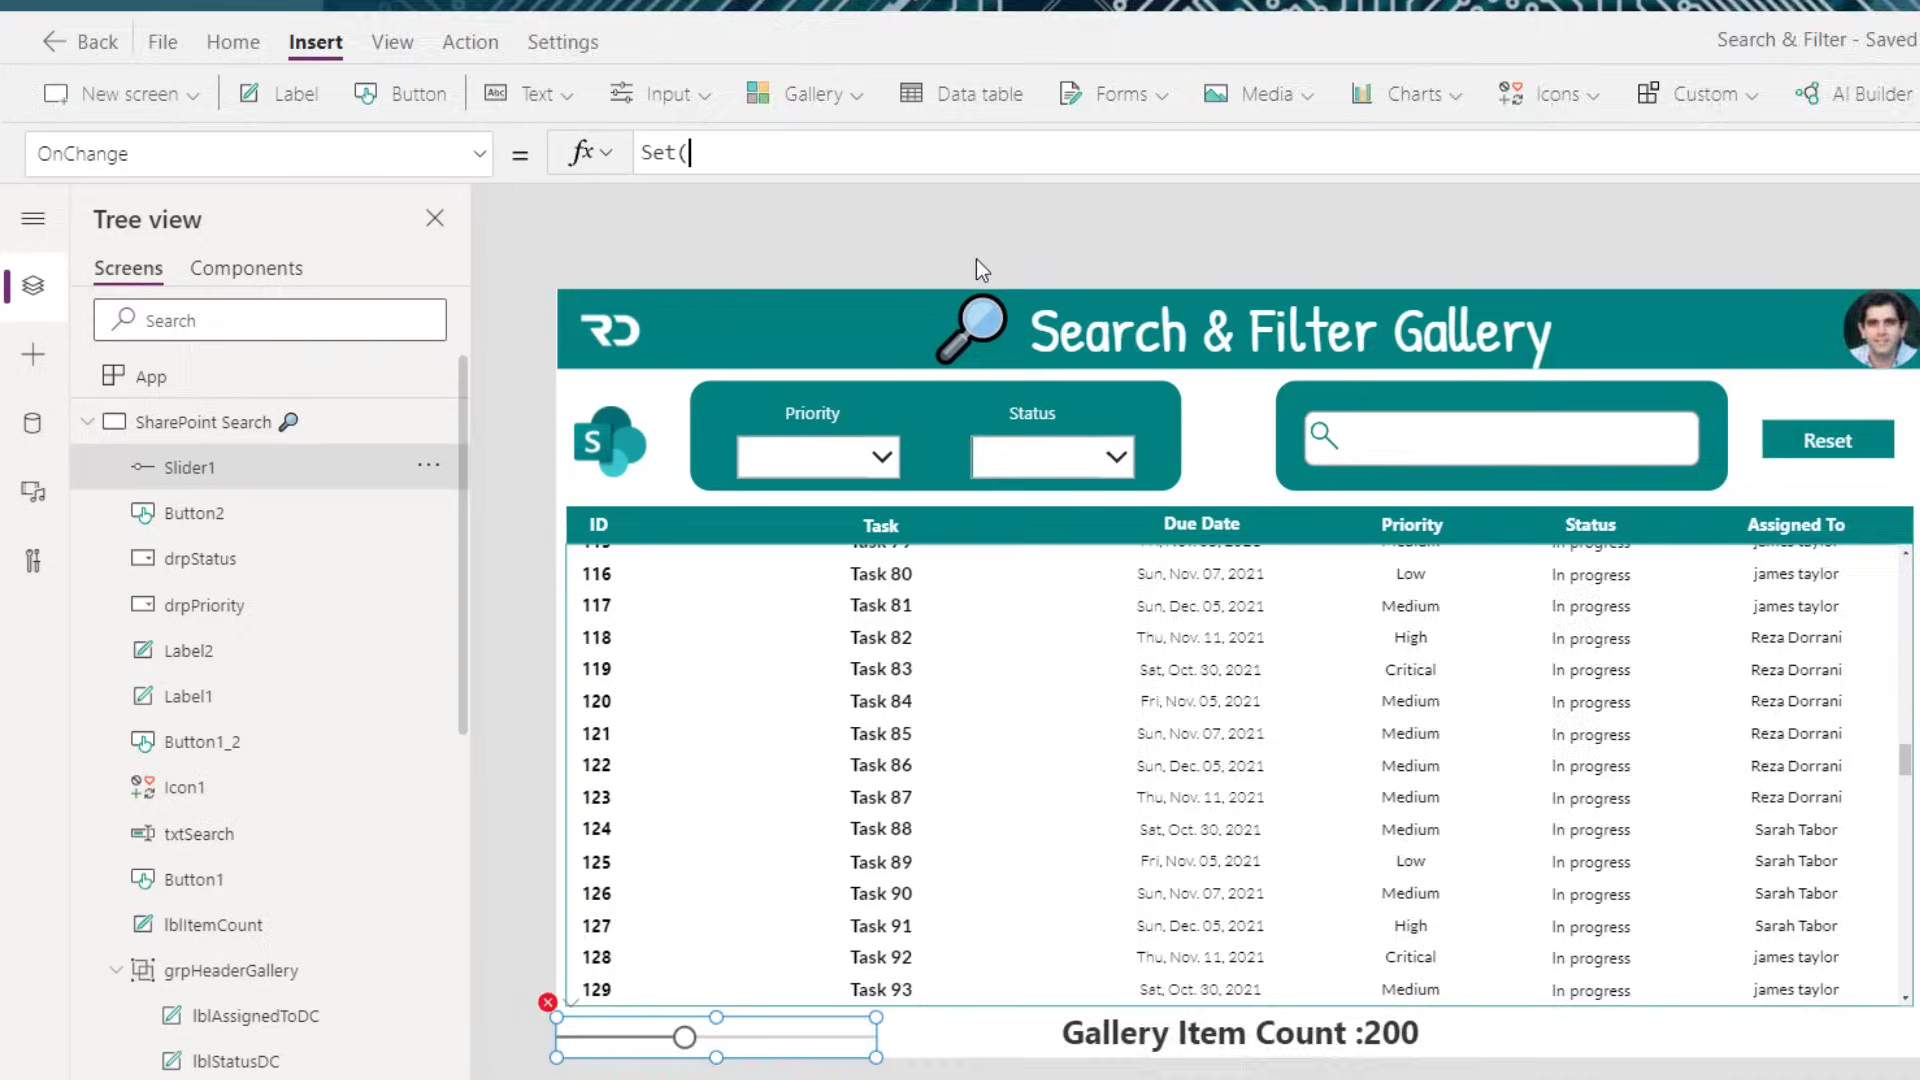 Back File Home Insert View Action Settings Search & Filter - Saved
New screen Label Button Abc Text Input Gallery Data table Forms Media Charts Icons Custom AI Builder
OnChange = fx Set(
Tree view
Screens Components
Search
App
SharePoint Search
Slider1 ...
Button2
drpStatus
drpPriority
Label2
Label1
Button1_2
Icon1
txtSearch
Button1
lblItemCount
grpHeaderGallery
lblAssignedToDC
lblStatusDC
RD Search & Filter Gallery
S Priority Status Reset
ID Task Due Date Priority Status Assigned To
116 Task 80 Sun, Nov. 07, 2021 Low In progress james taylor
117 Task 81 Sun, Dec. 05, 2021 Medium In progress james taylor
118 Task 82 Thu, Nov. 11, 2021 High In progress Reza Dorrani
119 Task 83 Sat, Oct. 30, 2021 Critical In progress Reza Dorrani
120 Task 84 Fri, Nov. 05, 2021 Medium In progress Reza Dorrani
121 Task 85 Sun, Nov. 07, 2021 Medium In progress Reza Dorrani
122 Task 86 Sun, Dec. 05, 2021 Medium In progress Reza Dorrani
123 Task 87 Thu, Nov. 11, 2021 Medium In progress Reza Dorrani
124 Task 88 Sat, Oct. 30, 2021 Medium In progress Sarah Tabor
125 Task 89 Fri, Nov. 05, 2021 Low In progress Sarah Tabor
126 Task 90 Sun, Nov. 07, 2021 Medium In progress Sarah Tabor
127 Task 91 Sun, Dec. 05, 2021 High In progress Sarah Tabor
128 Task 92 Thu, Nov. 11, 2021 Critical In progress james taylor
129 Task 93 Sat, Oct. 30, 2021 Medium In progress james taylor
Gallery Item Count :200